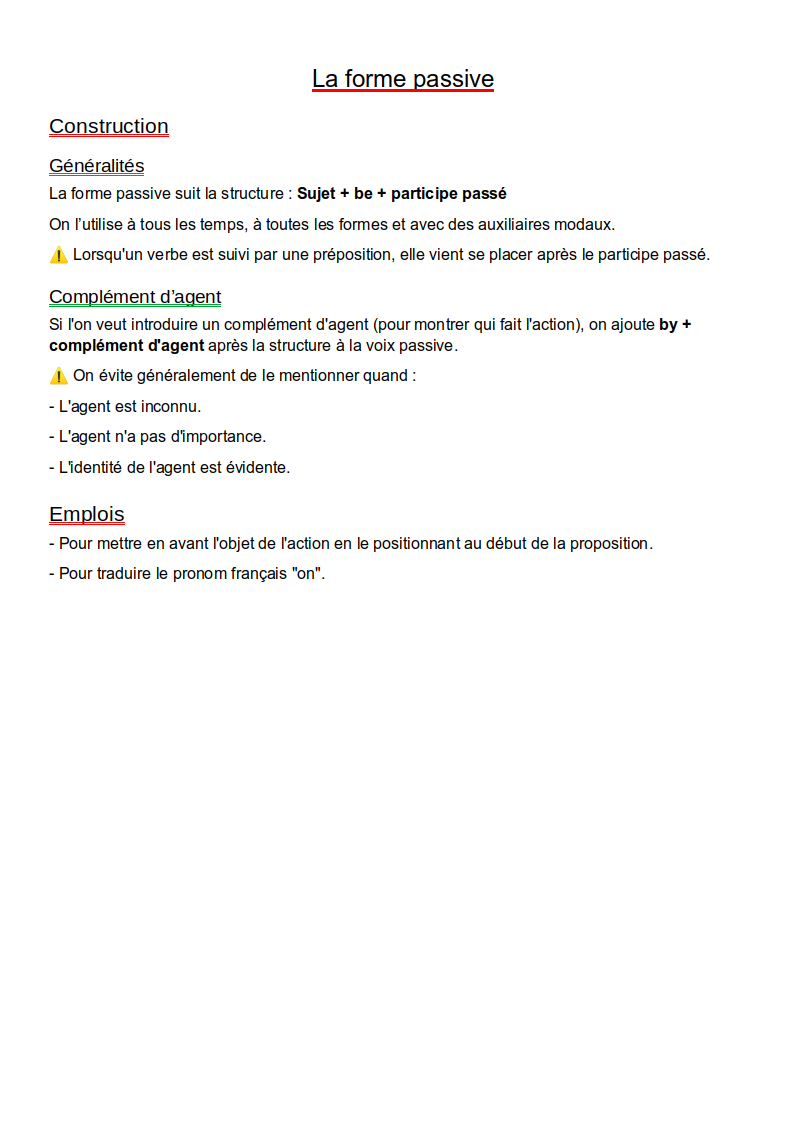 La forme passive
Construction
Généralités
La forme passive suit la structure : Sujet + be + participe passé
On l’utilise à tous les temps, à toutes les formes et avec des auxiliaires modaux.
⚠️ Lorsqu'un verbe est suivi par une préposition, elle vient se placer après le participe passé.
Complément d’agent
Si l'on veut introduire un complément d'agent (pour montrer qui fait l'action), on ajoute by +
complément d'agent après la structure à la voix passive.
⚠️ On évite généralement de le mentionner quand :
- L'agent est inconnu.
- L'agent n'a pas d'importance.
- L'identité de l'agent est évidente.
Emplois
- Pour mettre en avant l'objet de l'action en le positionnant au début de la proposition.
- Pour traduire le pronom français "on".